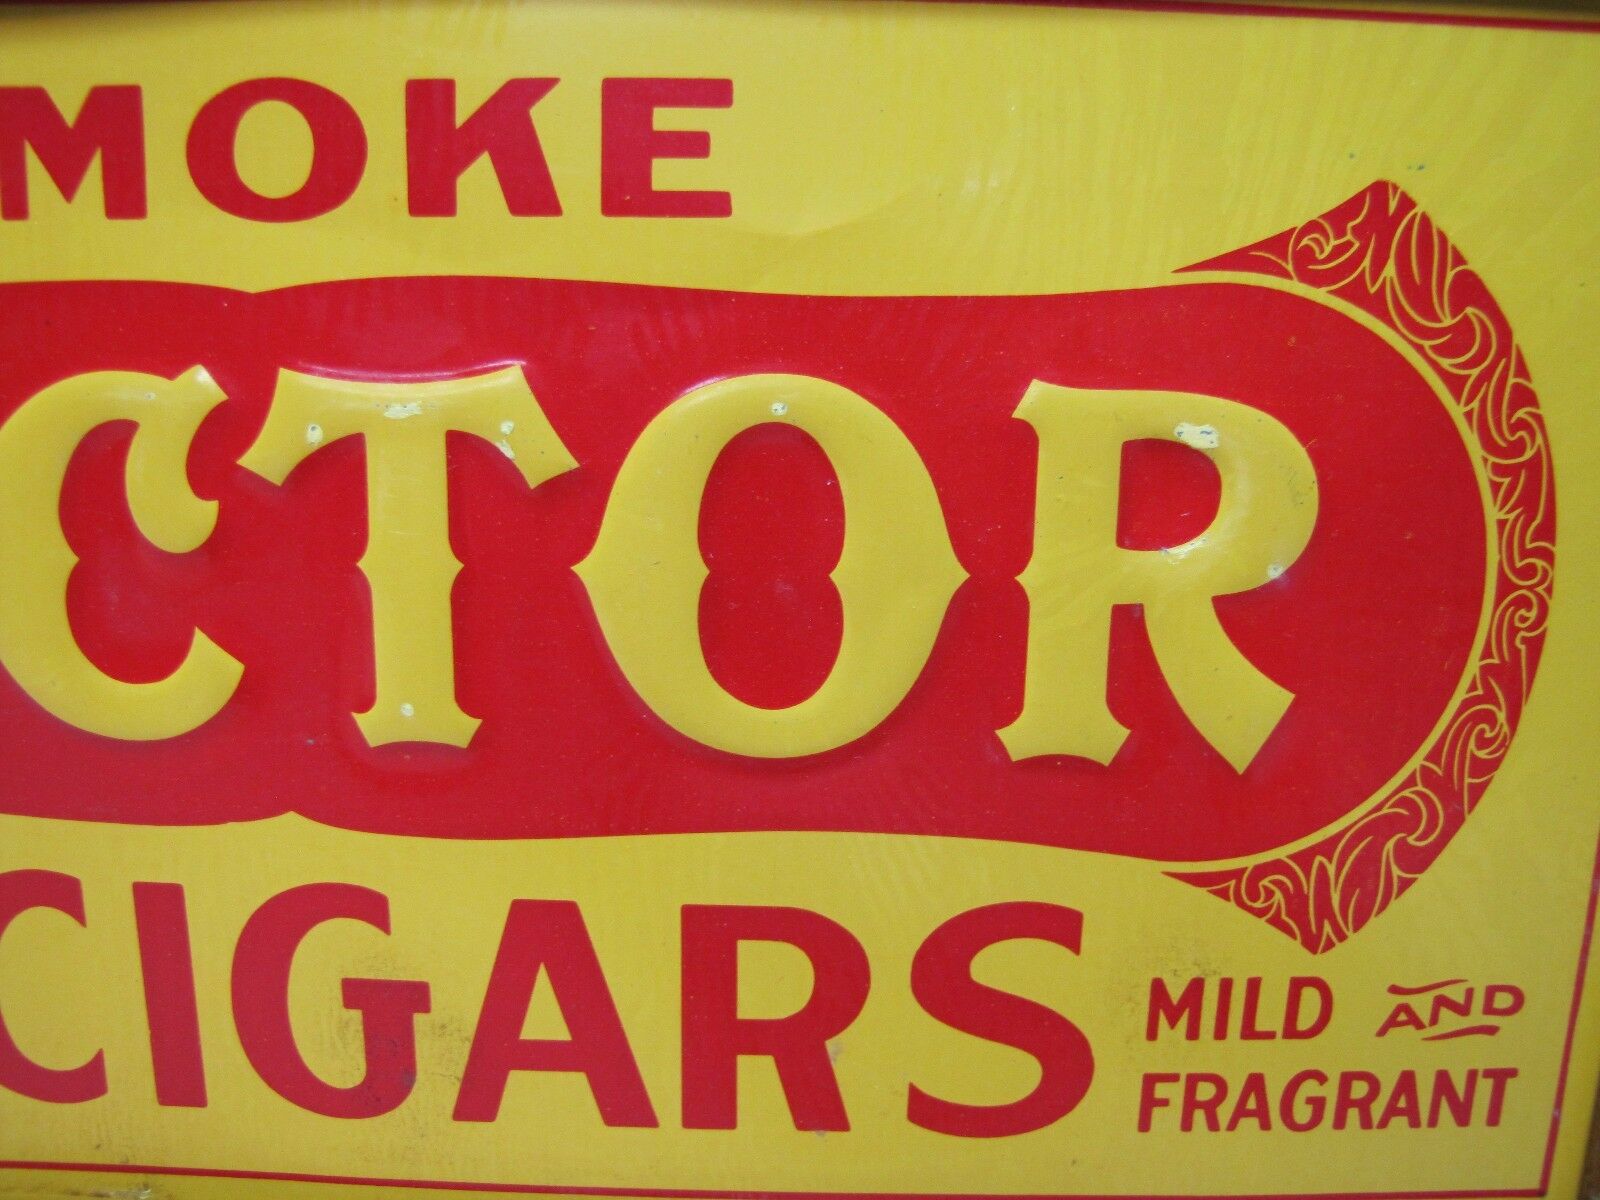 MOKE
CTOR
CIGARS
MILD AND
FRAGRANT